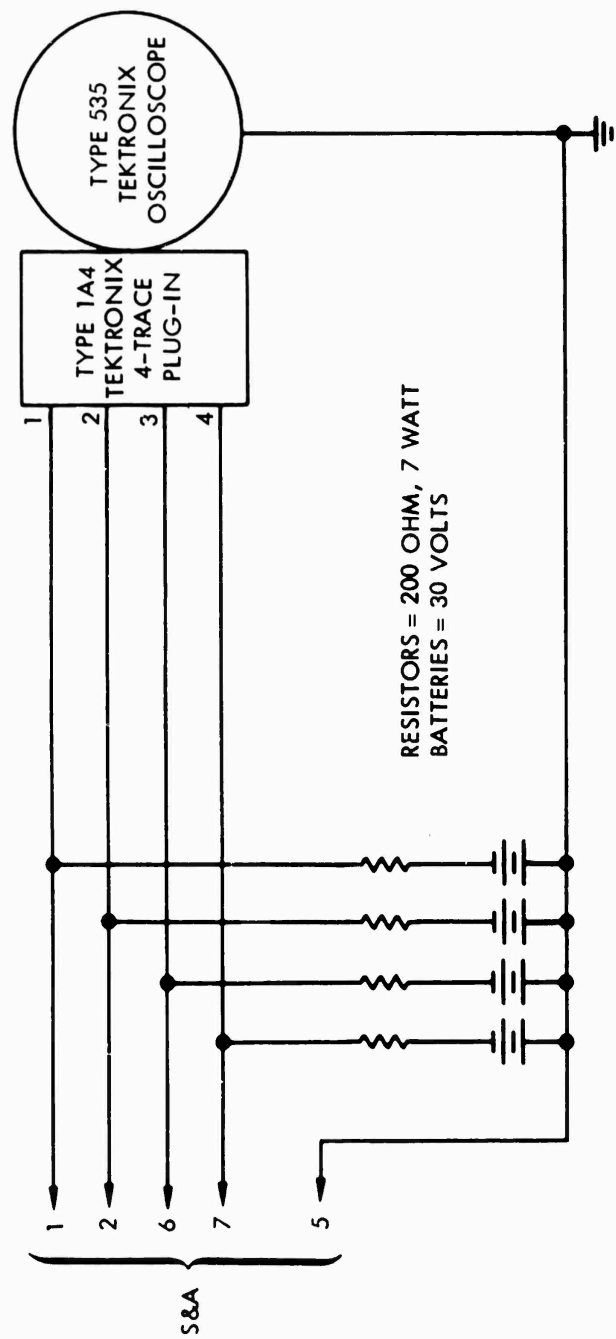 TYPE 535
TEKTRONIX
OSCILLOSCOPE
TYPE 1A4
TEKTRONIX
4-TRACE
PLUG-IN
1
2
3
4
RESISTORS = 200 OHM, 7 WATT
BATTERIES = 30 VOLTS
1
2
6
7
5
S&A